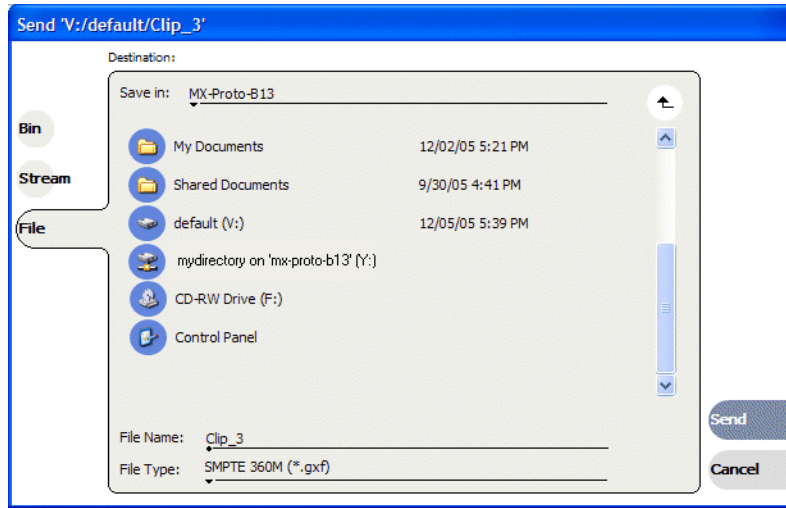 Send 'V:/default/Clip_3'
Destination:
Save in: MX-Proto-B13
Bin
Stream
File
My Documents 12/02/05 5:21 PM
Shared Documents 9/30/05 4:41 PM
default (V:) 12/05/05 5:39 PM
mydirectory on 'mx-proto-b13' (Y:)
CD-RW Drive (F:)
Control Panel
File Name: Clip_3
File Type: SMPTE 360M (*.gxf)
Send
Cancel